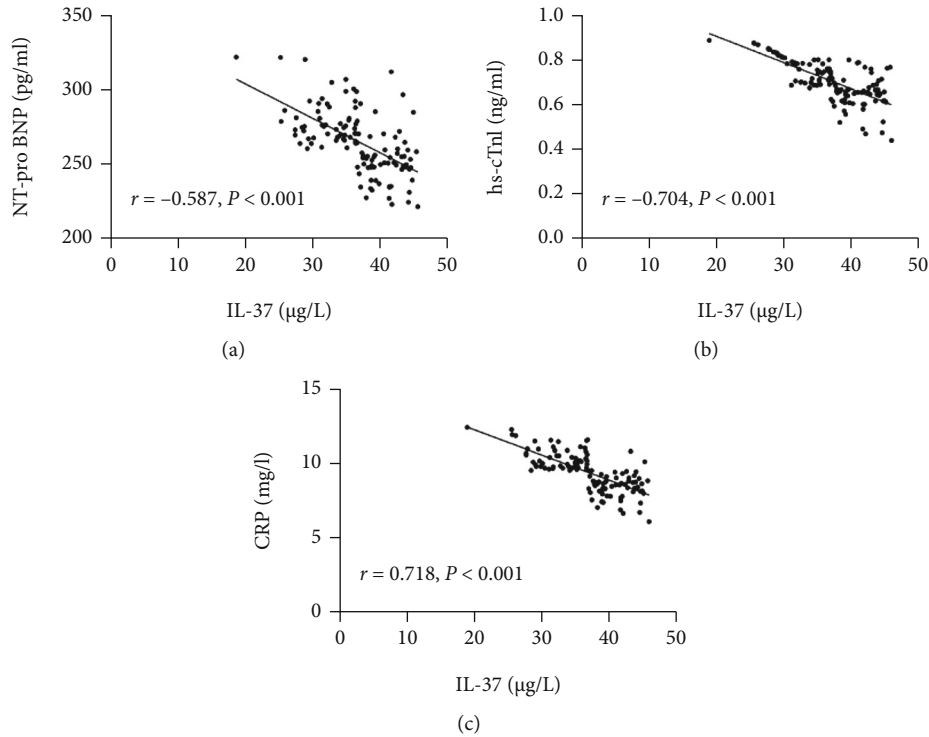 350
300
250
200
NT-pro BNP (pg/ml)
r = –0.587, P < 0.001
0 10 20 30 40 50
IL-37 (μg/L)
(a)
1.0
0.8
0.6
0.4
0.2
0.0
hs-cTnl (ng/ml)
r = –0.704, P < 0.001
0 10 20 30 40 50
IL-37 (μg/L)
(b)
15
10
5
0
CRP (mg/l)
r = 0.718, P < 0.001
0 10 20 30 40 50
IL-37 (μg/L)
(c)